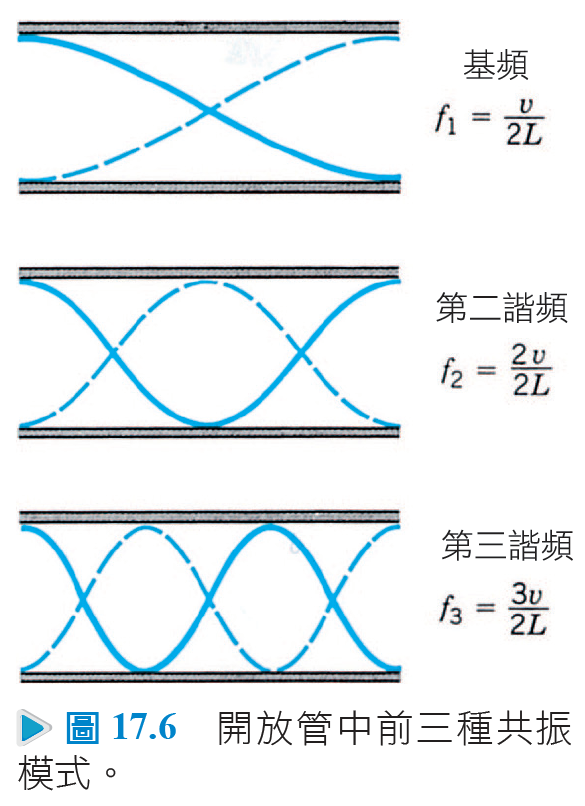 基頻
f₁ = v/2L
第二諧頻
f₂ = 2v/2L
第三諧頻
f₃ = 3v/2L
圖 17.6 開放管中前三種共振
模式。